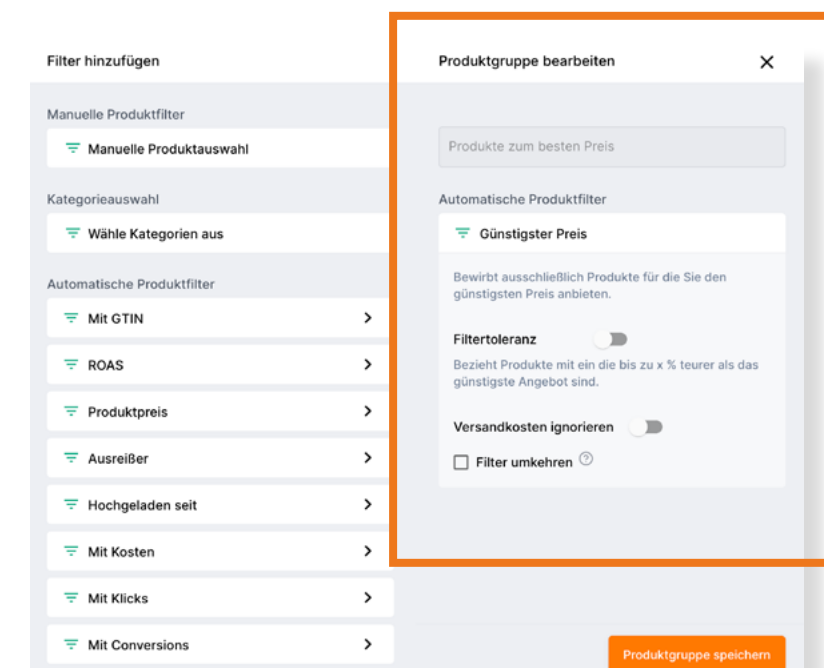 Filter hinzufügen
Manuelle Produktfilter
Manuelle Produktauswahl
Kategorieauswahl
Wähle Kategorien aus
Automatische Produktfilter
Mit GTIN
ROAS
Produktpreis
Ausreißer
Hochgeladen seit
Mit Kosten
Mit Klicks
Mit Conversions
Produktgruppe bearbeiten
Produkte zum besten Preis
Automatische Produktfilter
Günstigster Preis
Bewirbt ausschließlich Produkte für die Sie den
günstigsten Preis anbieten.
Filtertoleranz
Bezieht Produkte mit ein die bis zu x % teurer als das
günstigste Angebot sind.
Versandkosten ignorieren
Filter umkehren ?
Produktgruppe speichern